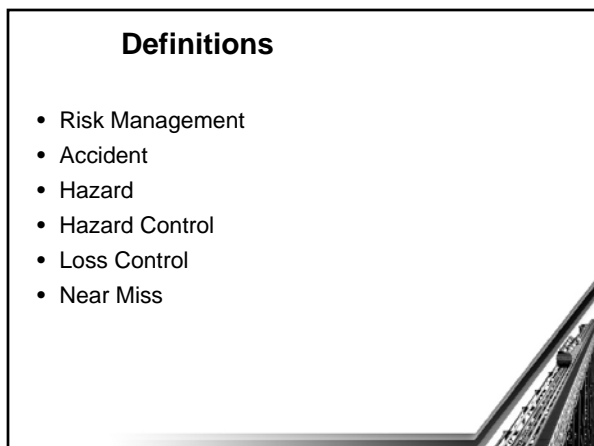 Definitions
• Risk Management
• Accident
• Hazard
• Hazard Control
• Loss Control
• Near Miss